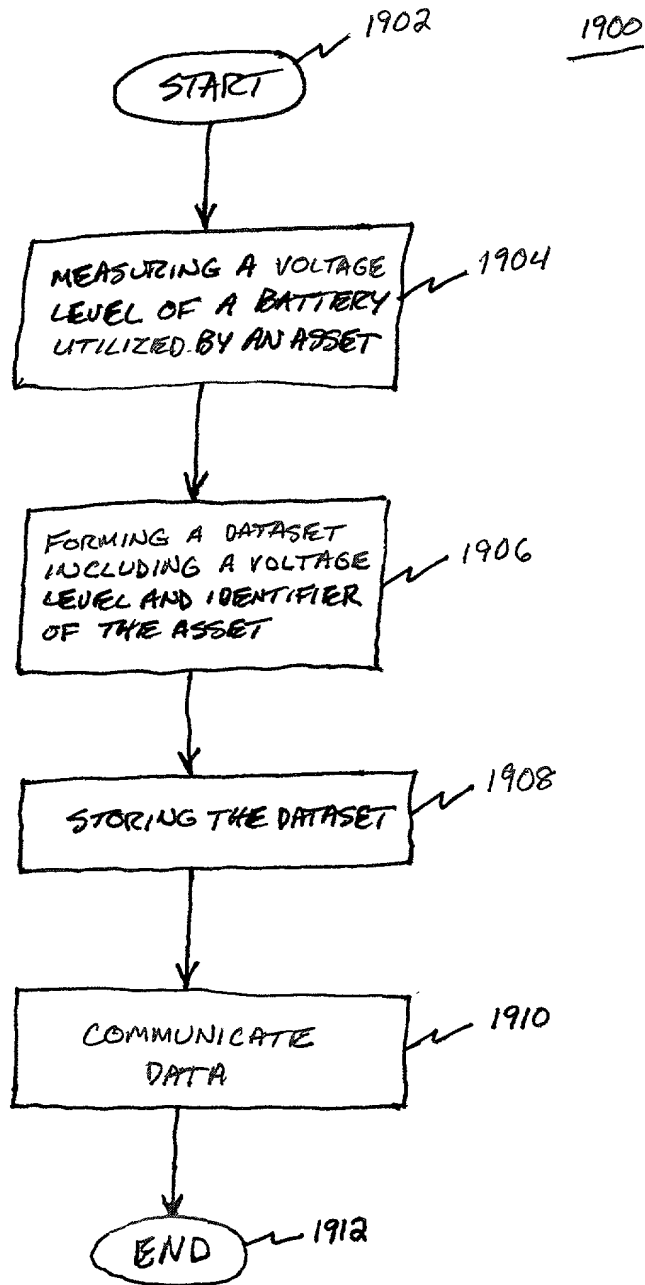 1902
1900
START
MEASURING A VOLTAGE
LEVEL OF A BATTERY
UTILIZED BY AN ASSET
1904
FORMING A DATASET
INCLUDING A VOLTAGE
LEVEL AND IDENTIFIER
OF THE ASSET
1906
STORING THE DATASET
1908
COMMUNICATE
DATA
1910
END
1912